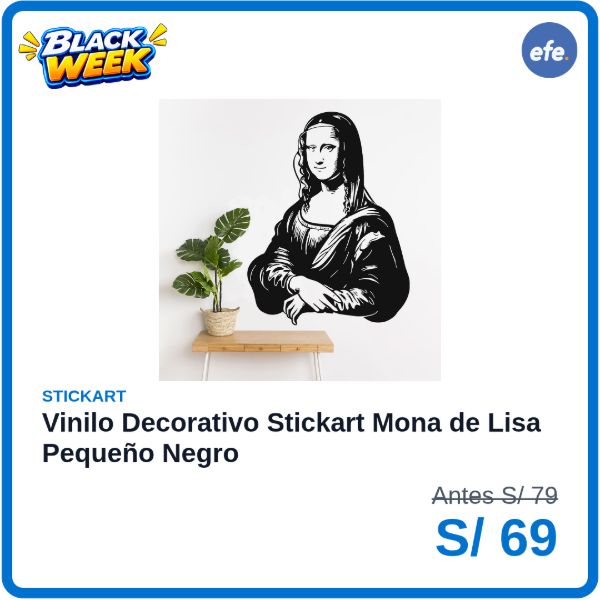 BLACK
WEEK
efe.
STICKART
Vinilo Decorativo Stickart Mona de Lisa
Pequeño Negro
Antes S/ 79
S/ 69